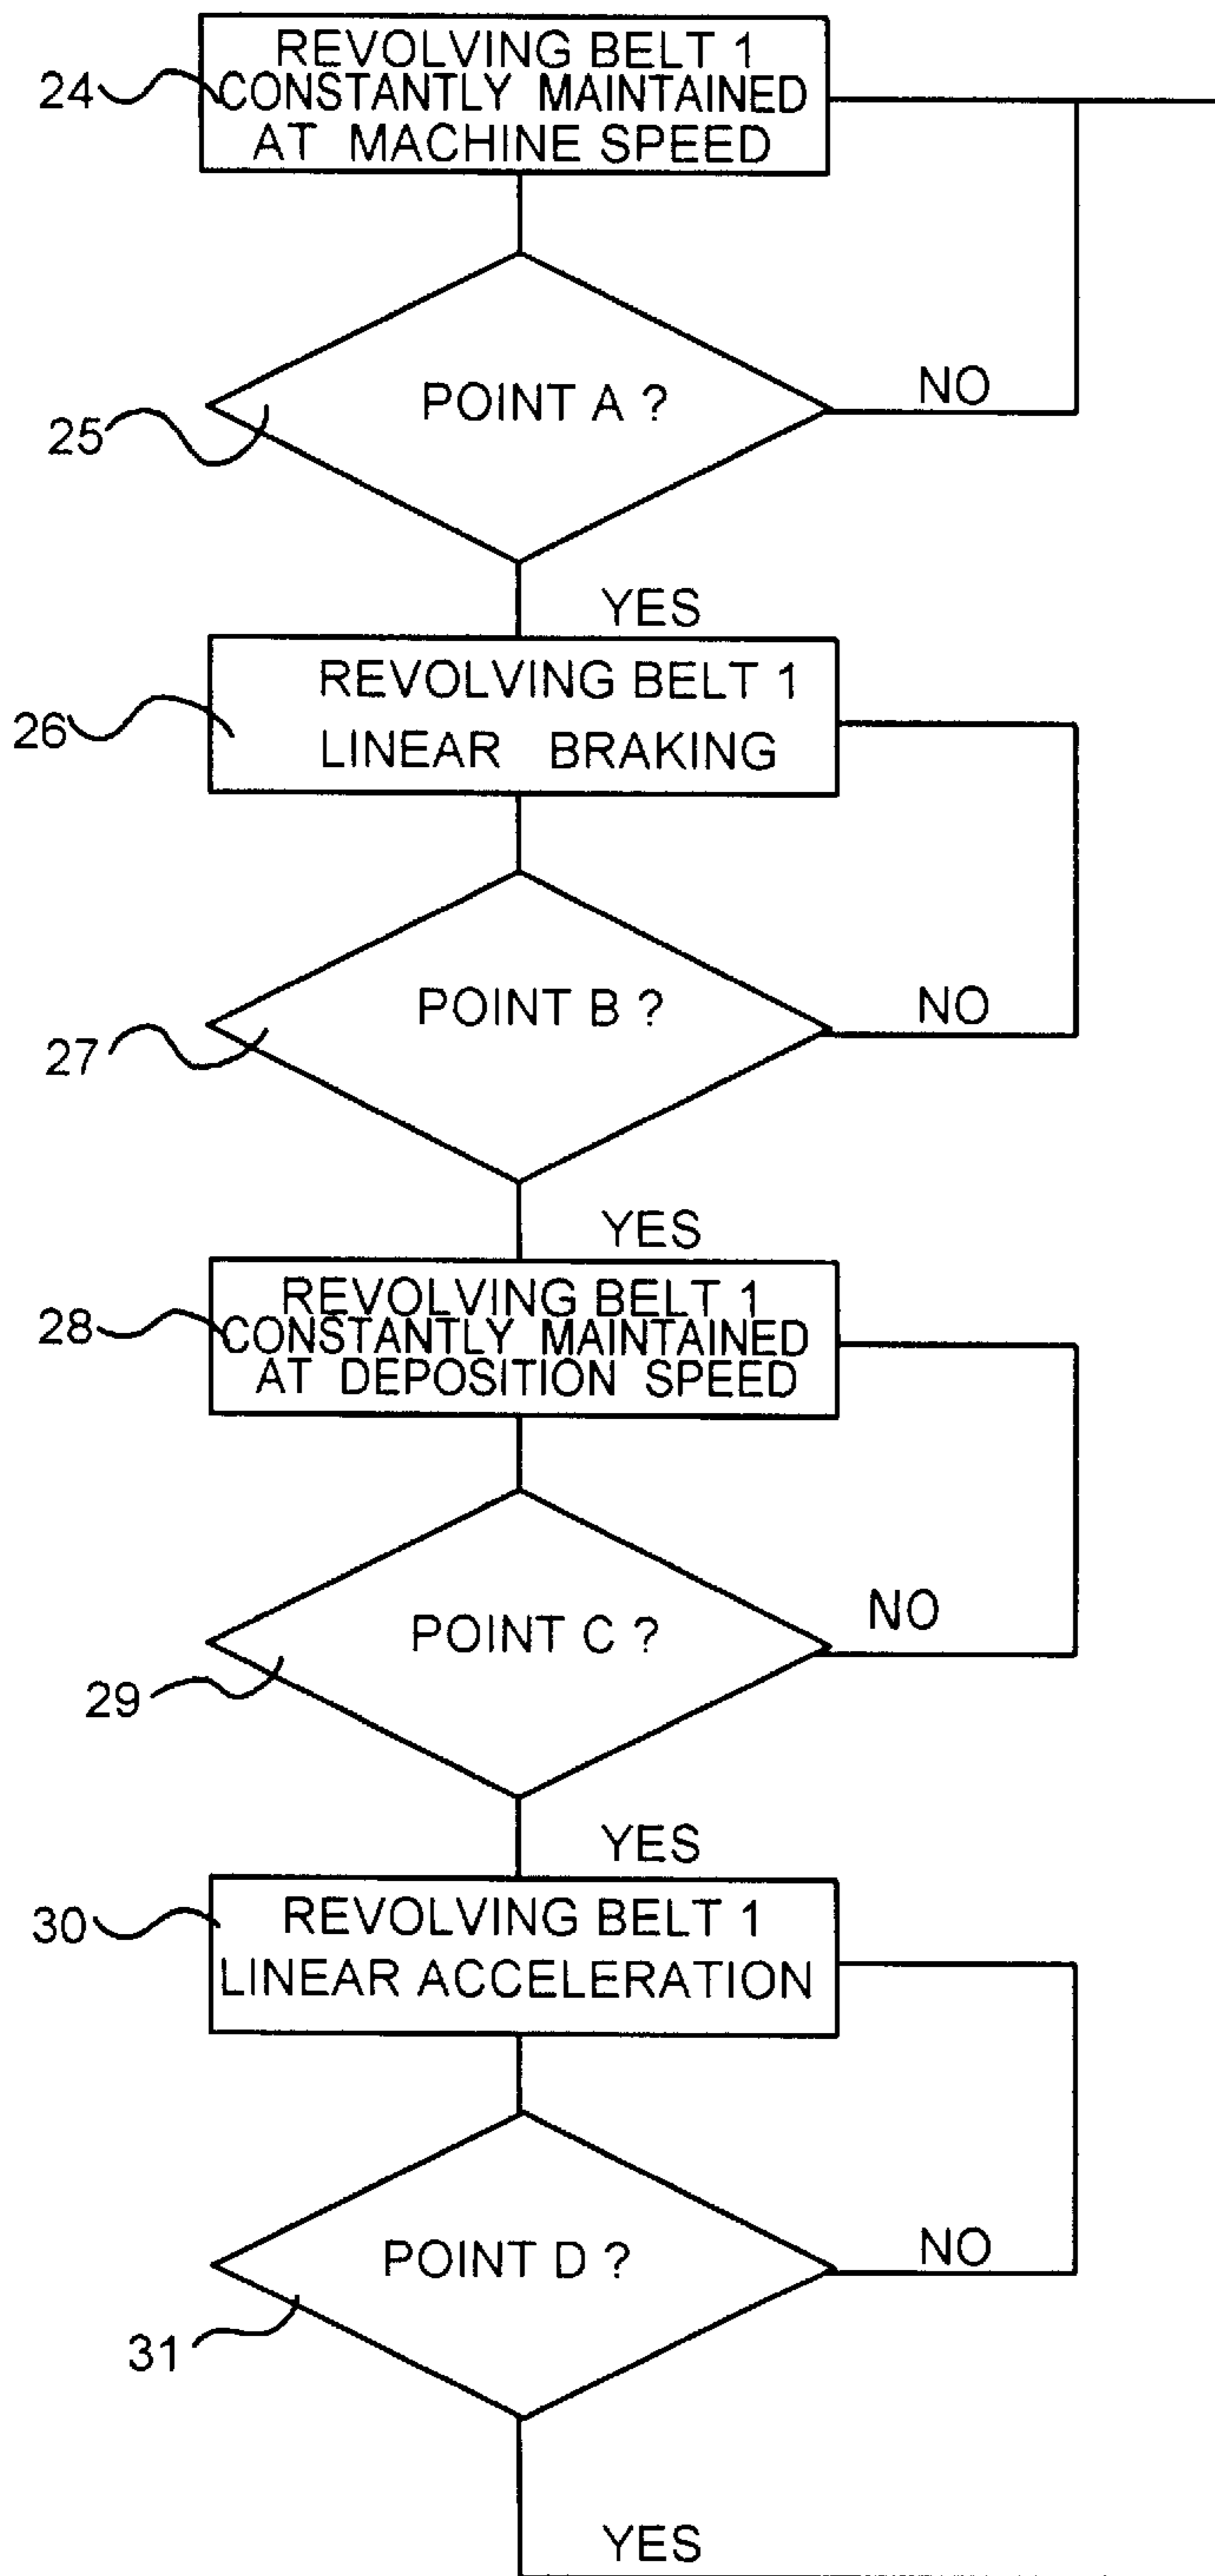 REVOLVING BELT 1
24 CONSTANTLY MAINTAINED
AT MACHINE SPEED
POINT A ?
NO
25
YES
REVOLVING BELT 1
26
LINEAR BRAKING
POINT B ?
NO
27
YES
REVOLVING BELT 1
28 CONSTANTLY MAINTAINED
AT DEPOSITION SPEED
NO
POINT C ?
29
YES
REVOLVING BELT 1
30
LINEAR ACCELERATION
POINT D ?
NO
31
YES